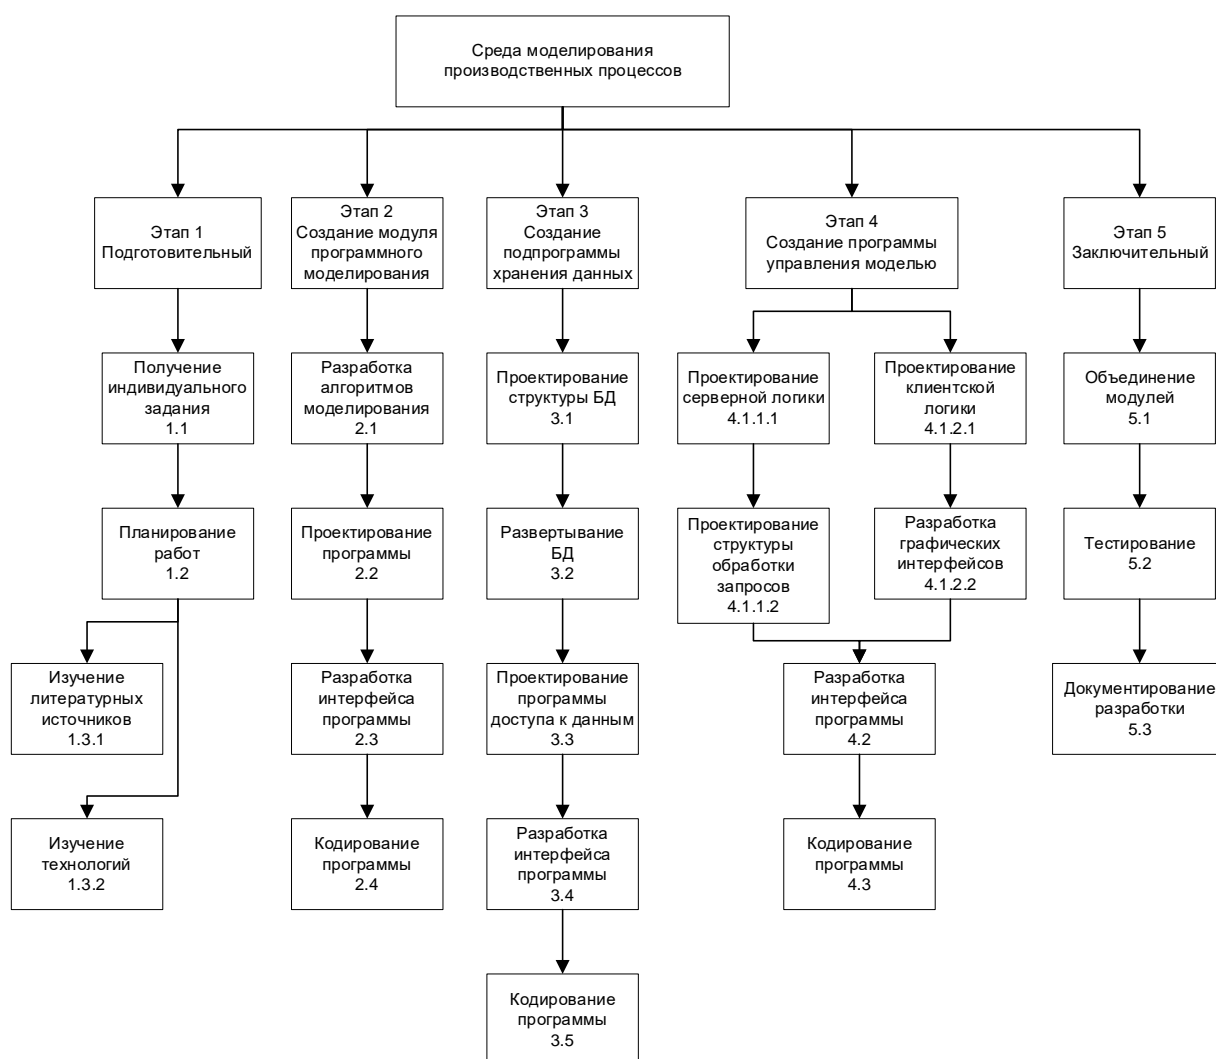 Среда моделирования
производственных процессов
Этап 1
Подготовительный
Этап 2
Создание модуля
программного
моделирования
Этап 3
Создание
подпрограммы
хранения данных
Этап 4
Создание программы
управления моделью
Этап 5
Заключительный
Получение
индивидуального
задания
1.1
Разработка
алгоритмов
моделирования
2.1
Проектирование
структуры БД
3.1
Проектирование
серверной логики
4.1.1.1
Проектирование
клиентской
логики
4.1.2.1
Объединение
модулей
5.1
Планирование
работ
1.2
Проектирование
программы
2.2
Развертывание
БД
3.2
Проектирование
структуры
обработки
запросов
4.1.1.2
Разработка
графических
интерфейсов
4.1.2.2
Тестирование
5.2
Изучение
литературных
источников
1.3.1
Разработка
интерфейса
программы
2.3
Проектирование
программы
доступа к данным
3.3
Разработка
интерфейса
программы
4.2
Документирование
разработки
5.3
Изучение
технологий
1.3.2
Кодирование
программы
2.4
Разработка
интерфейса
программы
3.4
Кодирование
программы
4.3
Кодирование
программы
3.5